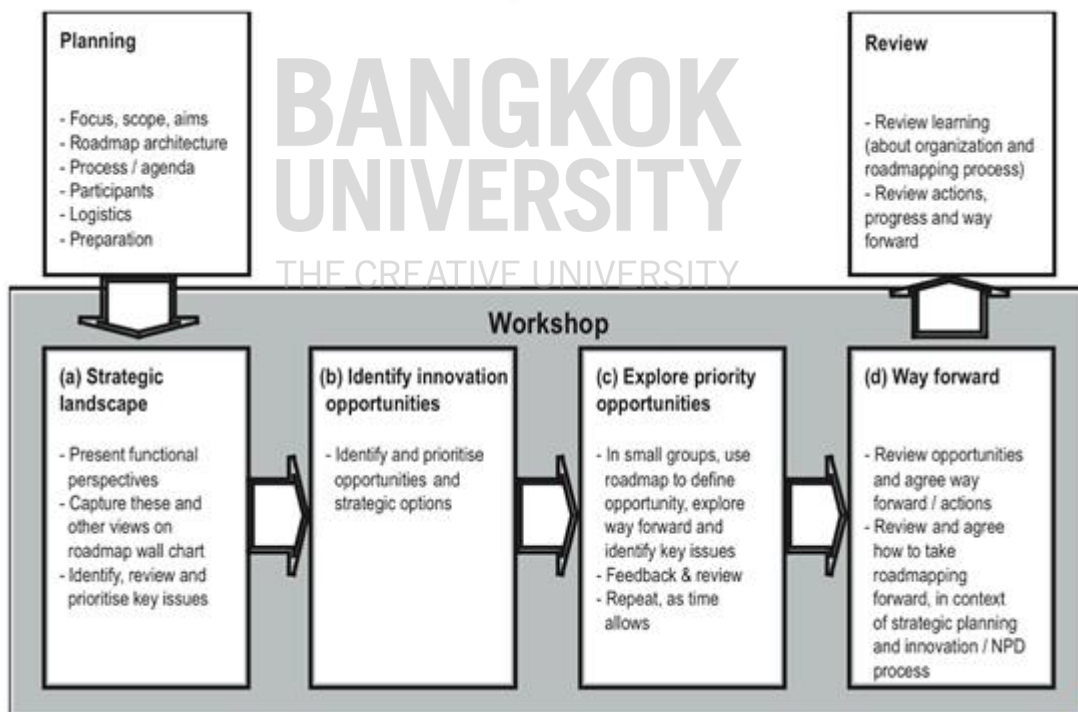 Planning
- Focus, scope, aims
- Roadmap architecture
- Process / agenda
- Participants
- Logistics
- Preparation
BANGKOK
UNIVERSITY
THE CREATIVE UNIVERSITY
Review
- Review learning
(about organization and
roadmapping process)
- Review actions,
progress and way
forward
Workshop
(a) Strategic
landscape
- Present functional
perspectives
- Capture these and
other views on
roadmap wall chart
- Identify, review and
prioritise key issues
(b) Identify innovation
opportunities
- Identify and prioritise
opportunities and
strategic options
(c) Explore priority
opportunities
- In small groups, use
roadmap to define
opportunity, explore
way forward and
identify key issues
- Feedback & review
- Repeat, as time
allows
(d) Way forward
- Review opportunities
and agree way
forward / actions
- Review and agree
how to take
roadmapping
forward, in context
of strategic planning
and innovation / NPD
process